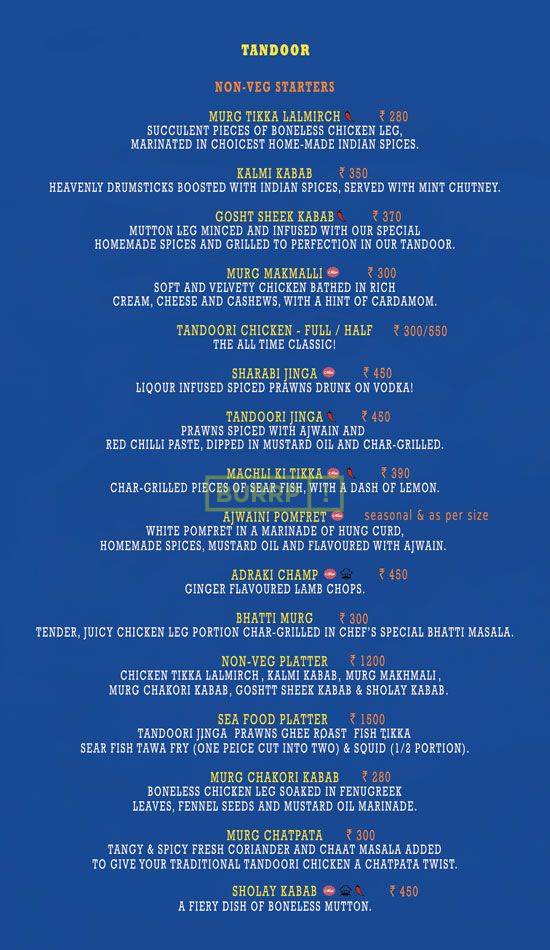 TANDOOR
NON-VEG STARTERS
MURG TIKKA LALMIRCH ₹ 280
SUCCULENT PIECES OF BONELESS CHICKEN LEG,
MARINATED IN CHOICEST HOME-MADE INDIAN SPICES.
KALMI KABAB ₹ 350
HEAVENLY DRUMSTICKS BOOSTED WITH INDIAN SPICES, SERVED WITH MINT CHUTNEY.
GOSHT SHEEK KABAB ₹ 370
MUTTON LEG MINCED AND INFUSED WITH OUR SPECIAL
HOMEMADE SPICES AND GRILLED TO PERFECTION IN OUR TANDOOR.
MURG MAKMALLI ₹ 300
SOFT AND VELVETY CHICKEN BATHED IN RICH
CREAM, CHEESE AND CASHEWS, WITH A HINT OF CARDAMOM.
TANDOORI CHICKEN - FULL / HALF ₹ 300/550
THE ALL TIME CLASSIC!
SHARABI JINGA ₹ 450
LIQOUR INFUSED SPICED PRAWNS DRUNK ON VODKA!
TANDOORI JINGA ₹ 450
PRAWNS SPICED WITH AJWAIN AND
RED CHILLI PASTE, DIPPED IN MUSTARD OIL AND CHAR-GRILLED.
MACHLI KI TIKKA ₹ 390
CHAR-GRILLED PIECES OF SEAR FISH, WITH A DASH OF LEMON.
BURRP!
AJWAINI POMFRET seasonal & as per size
WHITE POMFRET IN A MARINADE OF HUNG CURD,
HOMEMADE SPICES, MUSTARD OIL AND FLAVOURED WITH AJWAIN.
ADRAKI CHAMP ₹ 450
GINGER FLAVOURED LAMB CHOPS.
BHATTI MURG ₹ 300
TENDER, JUICY CHICKEN LEG PORTION CHAR-GRILLED IN CHEF'S SPECIAL BHATTI MASALA.
NON-VEG PLATTER ₹ 1200
CHICKEN TIKKA LALMIRCH, KALMI KABAB, MURG MAKHMALI,
MURG CHAKORI KABAB, GOSHTT SHEEK KABAB & SHOLAY KABAB.
SEA FOOD PLATTER ₹ 1500
TANDOORI JINGA PRAWNS GHEE ROAST FISH TIKKA
SEAR FISH TAWA FRY (ONE PEICE CUT INTO TWO) & SQUID (1/2 PORTION).
MURG CHAKORI KABAB ₹ 280
BONELESS CHICKEN LEG SOAKED IN FENUGREEK
LEAVES, FENNEL SEEDS AND MUSTARD OIL MARINADE.
MURG CHATPATA ₹ 300
TANGY & SPICY FRESH CORIANDER AND CHAAT MASALA ADDED
TO GIVE YOUR TRADITIONAL TANDOORI CHICKEN A CHATPATA TWIST.
SHOLAY KABAB ₹ 450
A FIERY DISH OF BONELESS MUTTON.